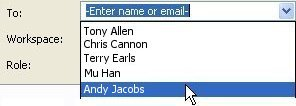 To: -Enter name or email-
Tony Allen
Workspace: Chris Cannon
Terry Earls
Role: Mu Han
Andy Jacobs